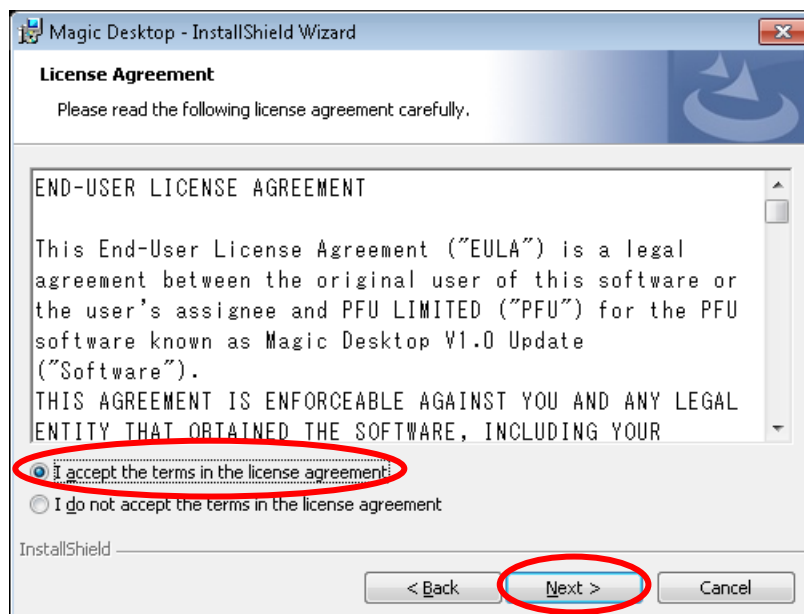 Magic Desktop - InstallShield Wizard
License Agreement
Please read the following license agreement carefully.
END-USER LICENSE AGREEMENT
This End-User License Agreement ("EULA") is a legal
agreement between the original user of this software or
the user's assignee and PFU LIMITED ("PFU") for the PFU
software known as Magic Desktop V1.0 Update
("Software").
THIS AGREEMENT IS ENFORCEABLE AGAINST YOU AND ANY LEGAL
ENTITY THAT OBTAINED THE SOFTWARE, INCLUDING YOUR
I accept the terms in the license agreement
I do not accept the terms in the license agreement
InstallShield
< Back
Next >
Cancel